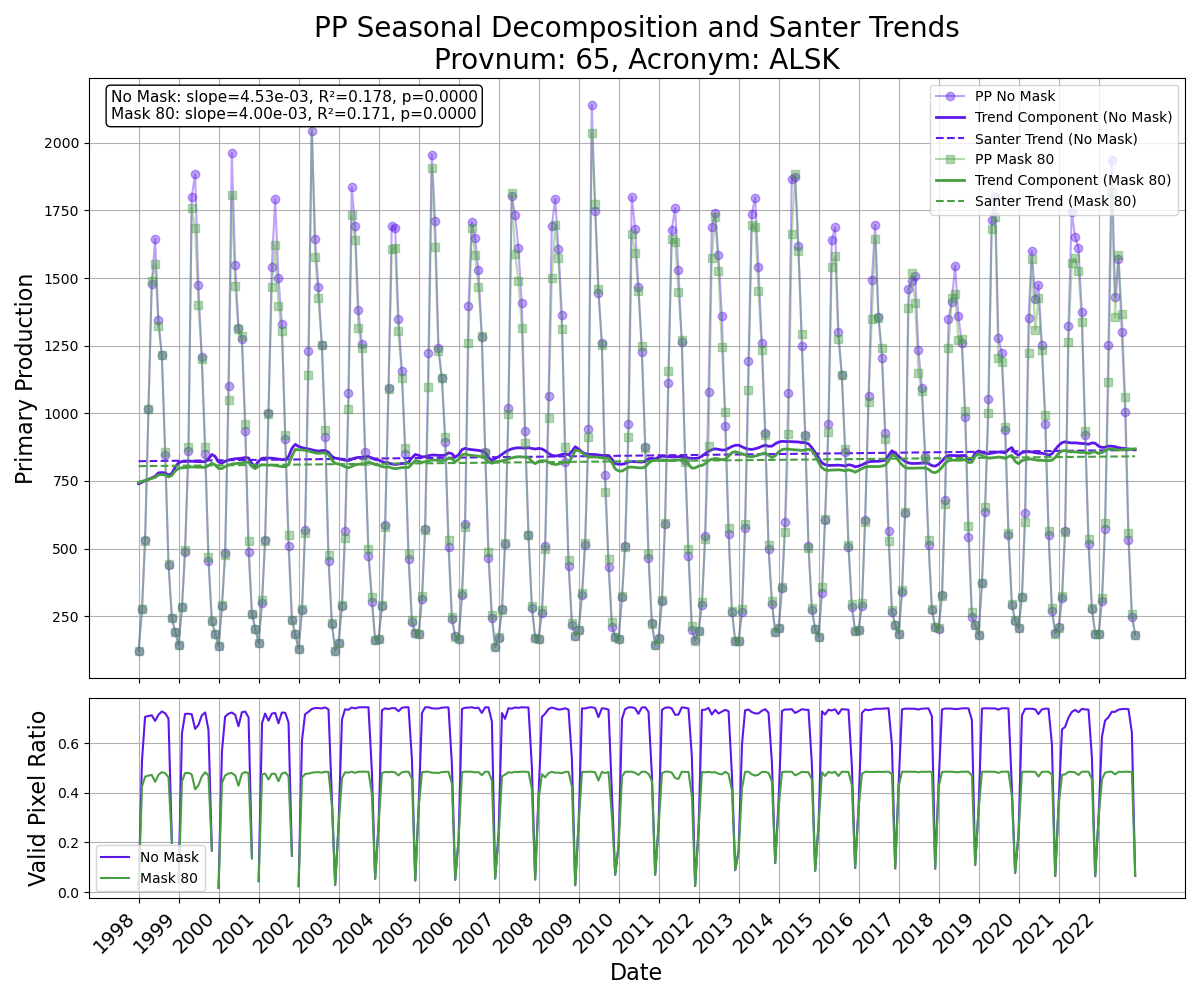 PP Seasonal Decomposition and Santer Trends
Provnum: 65, Acronym: ALSK
No Mask: slope=4.53e-03, R²=0.178, p=0.0000
Mask 80: slope=4.00e-03, R²=0.171, p=0.0000
PP No Mask
Trend Component (No Mask)
Santer Trend (No Mask)
PP Mask 80
Trend Component (Mask 80)
Santer Trend (Mask 80)
Primary Production
2000
1750
1500
1250
1000
750
500
250
Valid Pixel Ratio
0.6
0.4
0.2
0.0
No Mask
Mask 80
1998 1999 2000 2001 2002 2003 2004 2005 2006 2007 2008 2009 2010 2011 2012 2013 2014 2015 2016 2017 2018 2019 2020 2021 2022
Date